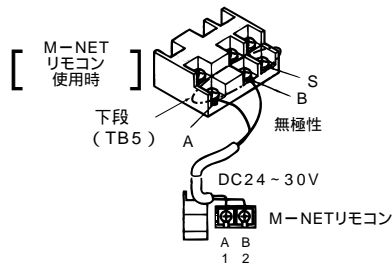 M－NET
リモコン
使用時
S
B
下段
（TB5）
A
無極性
DC24～30V
M－NETリモコン
A B
1 2